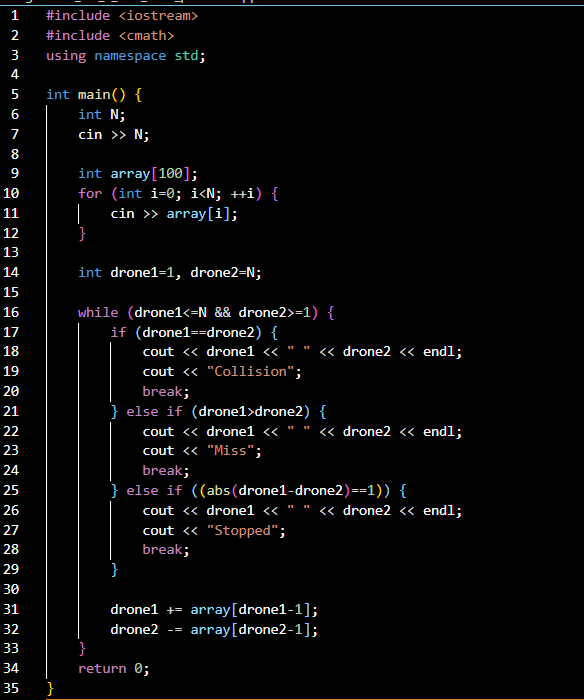 1 #include <iostream>
2 #include <cmath>
3 using namespace std;
4
5 int main() {
6     int N;
7     cin >> N;
8
9     int array[100];
10     for (int i=0; i<N; ++i) {
11         cin >> array[i];
12     }
13
14     int drone1=1, drone2=N;
15
16     while (drone1<=N && drone2>=1) {
17         if (drone1==drone2) {
18             cout << drone1 << " " << drone2 << endl;
19             cout << "Collision";
20             break;
21         } else if (drone1>drone2) {
22             cout << drone1 << " " << drone2 << endl;
23             cout << "Miss";
24             break;
25         } else if ((abs(drone1-drone2)==1)) {
26             cout << drone1 << " " << drone2 << endl;
27             cout << "Stopped";
28             break;
29         }
30
31         drone1 += array[drone1-1];
32         drone2 -= array[drone2-1];
33     }
34     return 0;
35 }